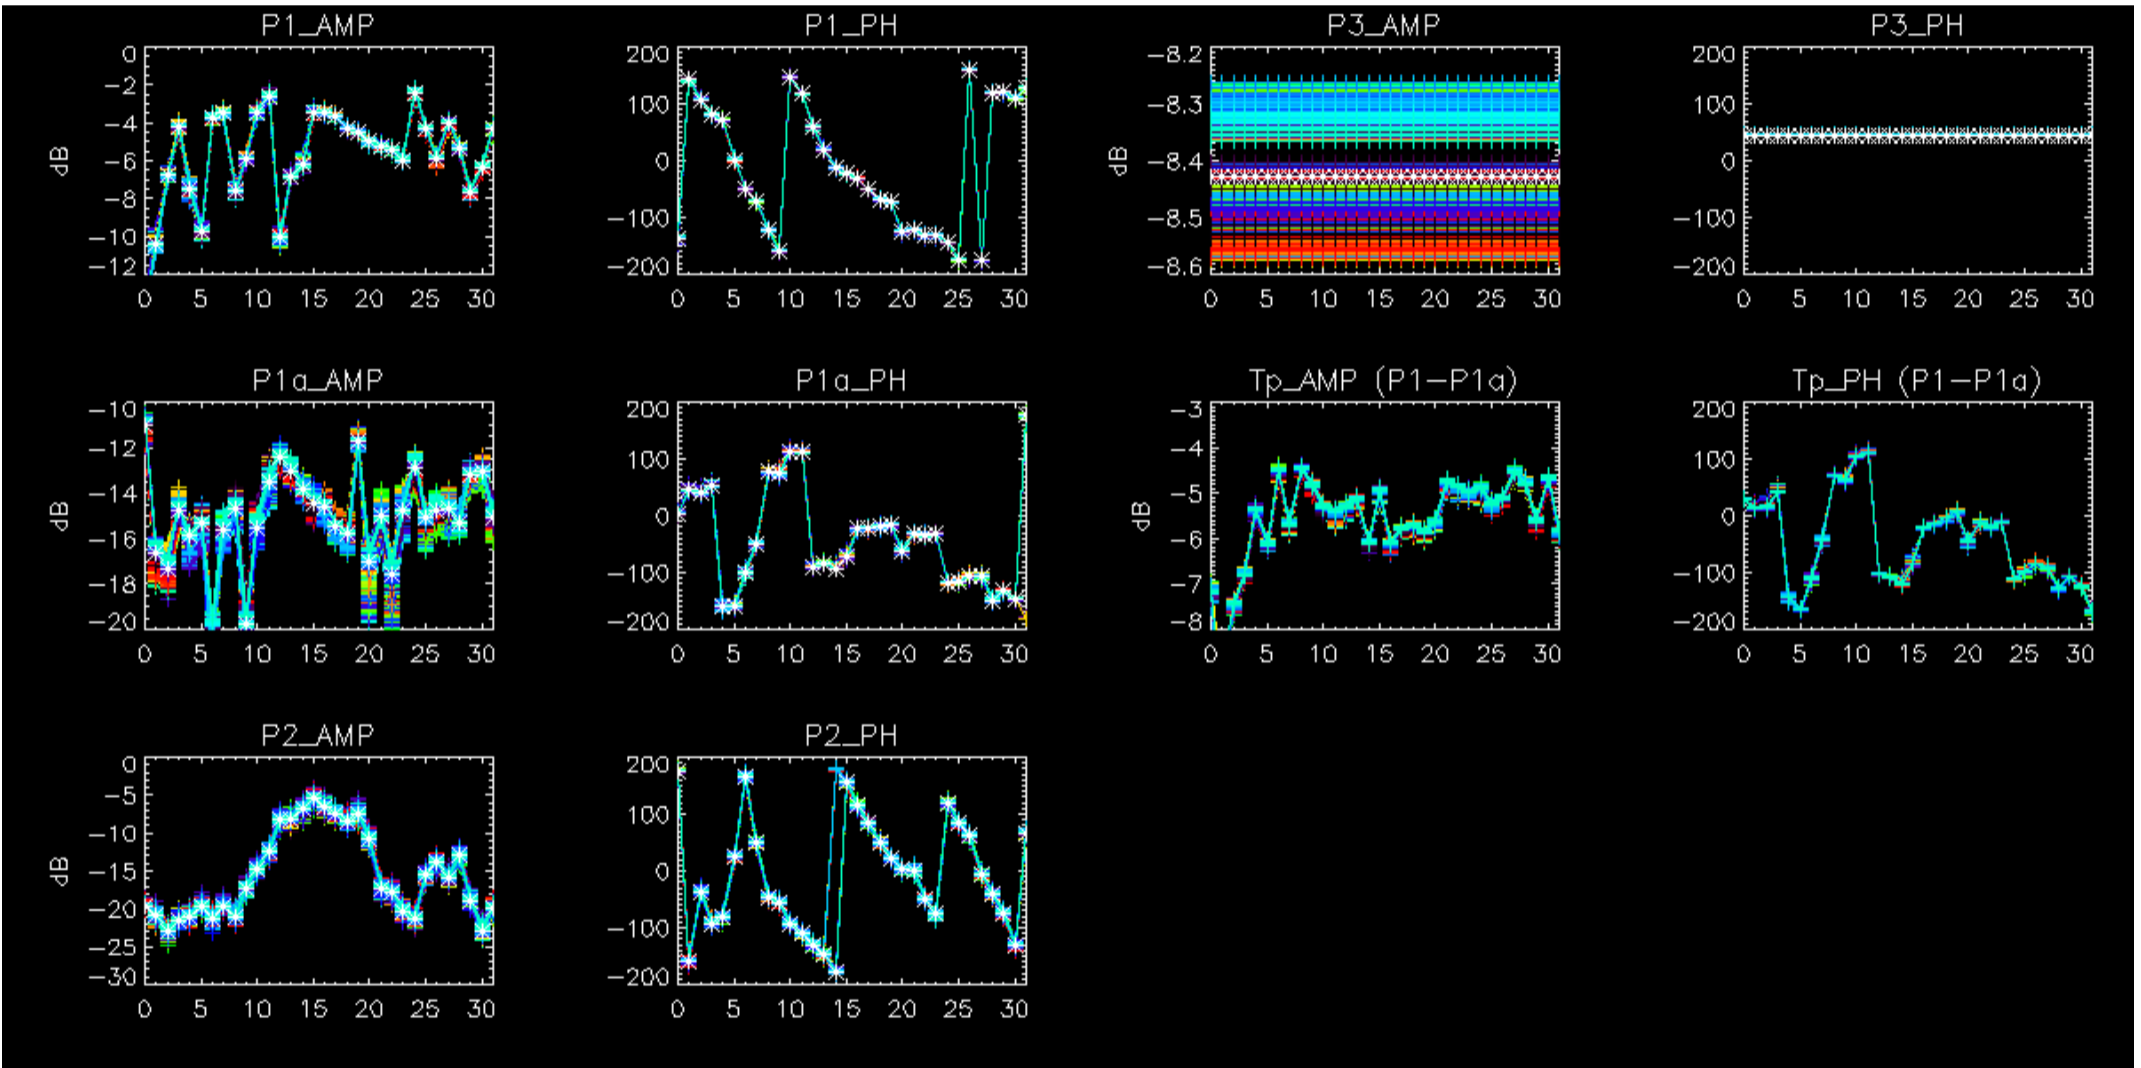 P1_AMP P1_PH P3_AMP P3_PH
0 200 −8.2 200
−2 100 −8.3 100
−4 0 −8.4 0
−6 −100 −8.5 −100
−8 −200 −8.6 −200
−10
−12
dB dB
0 5 10 15 20 25 30 0 5 10 15 20 25 30 0 5 10 15 20 25 30 0 5 10 15 20 25 30
P1a_AMP P1a_PH Tp_AMP (P1−P1a) Tp_PH (P1−P1a)
−10 200 −3 200
−12 100 −4 100
−14 0 −5 0
−16 −100 −6 −100
−18 −200 −7 −200
−20 −8
dB dB
0 5 10 15 20 25 30 0 5 10 15 20 25 30 0 5 10 15 20 25 30 0 5 10 15 20 25 30
P2_AMP P2_PH
0 200
−5 100
−10 0
−15 −100
−20 −200
−25
−30
dB
0 5 10 15 20 25 30 0 5 10 15 20 25 30